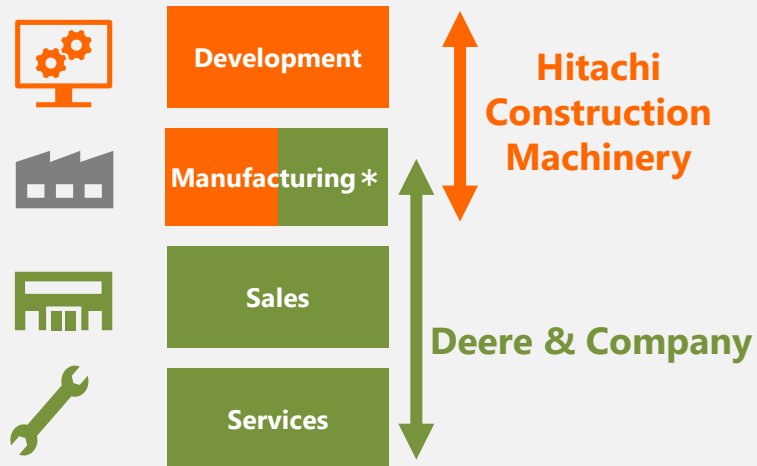 Development
Hitachi
Construction
Machinery
Manufacturing＊
Sales
Deere & Company
Services